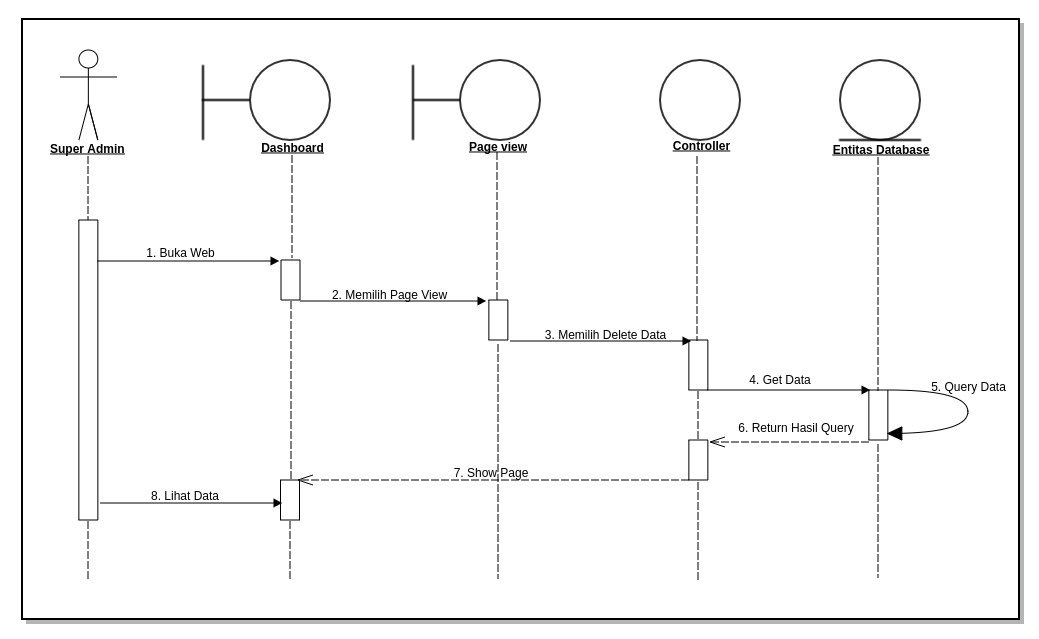 Super Admin
Dashboard
Page view
Controller
Entitas Database
1. Buka Web
2. Memilih Page View
3. Memilih Delete Data
4. Get Data
5. Query Data
6. Return Hasil Query
7. Show Page
8. Lihat Data